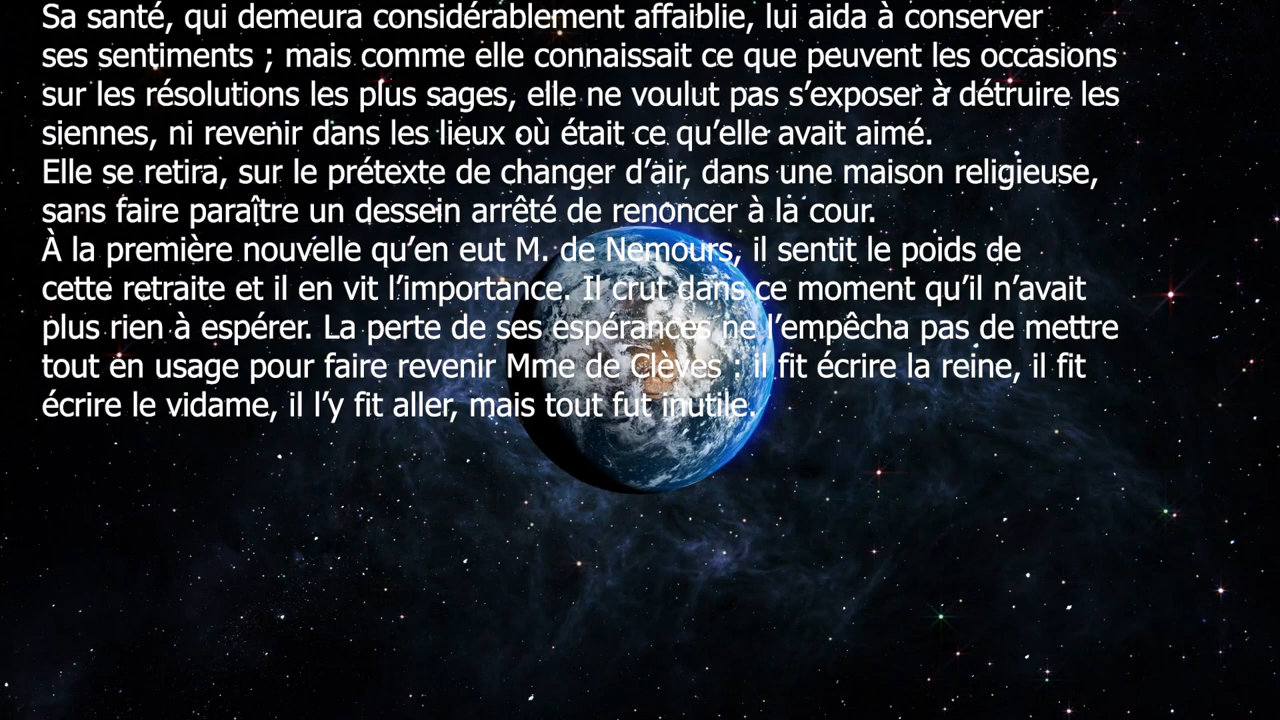 Sa santé, qui demeura considérablement affaiblie, lui aida à conserver
ses sentiments ; mais comme elle connaissait ce que peuvent les occasions
sur les résolutions les plus sages, elle ne voulut pas s’exposer à détruire les
siennes, ni revenir dans les lieux où était ce qu’elle avait aimé.
Elle se retira, sur le prétexte de changer d’air, dans une maison religieuse,
sans faire paraître un dessein arrêté de renoncer à la cour.
À la première nouvelle qu’en eut M. de Nemours, il sentit le poids de
cette retraite et il en vit l’importance. Il crut dans ce moment qu’il n’avait
plus rien à espérer. La perte de ses espérances ne l’empêcha pas de mettre
tout en usage pour faire revenir Mme de Clèves : il fit écrire la reine, il fit
écrire le vidame, il l’y fit aller, mais tout fut inutile.